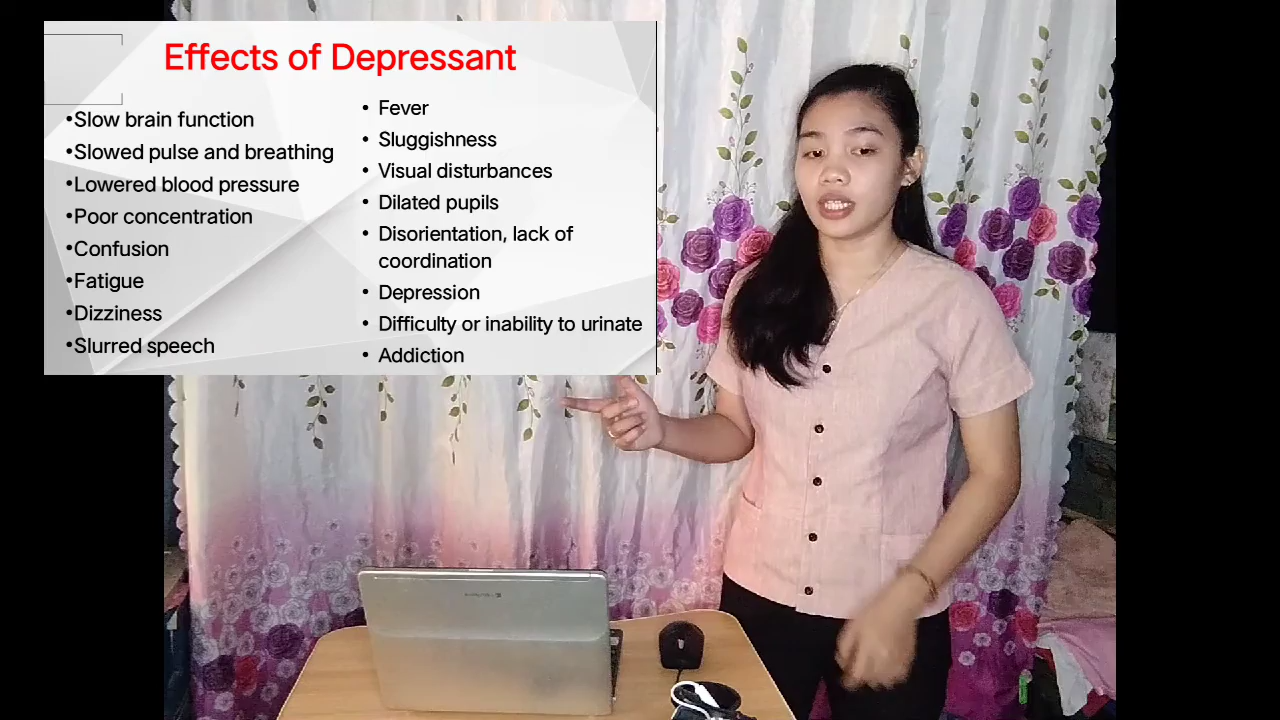 Effects of Depressant
•Slow brain function
•Slowed pulse and breathing
•Lowered blood pressure
•Poor concentration
•Confusion
•Fatigue
•Dizziness
•Slurred speech
• Fever
• Sluggishness
• Visual disturbances
• Dilated pupils
• Disorientation, lack of
coordination
• Depression
• Difficulty or inability to urinate
• Addiction